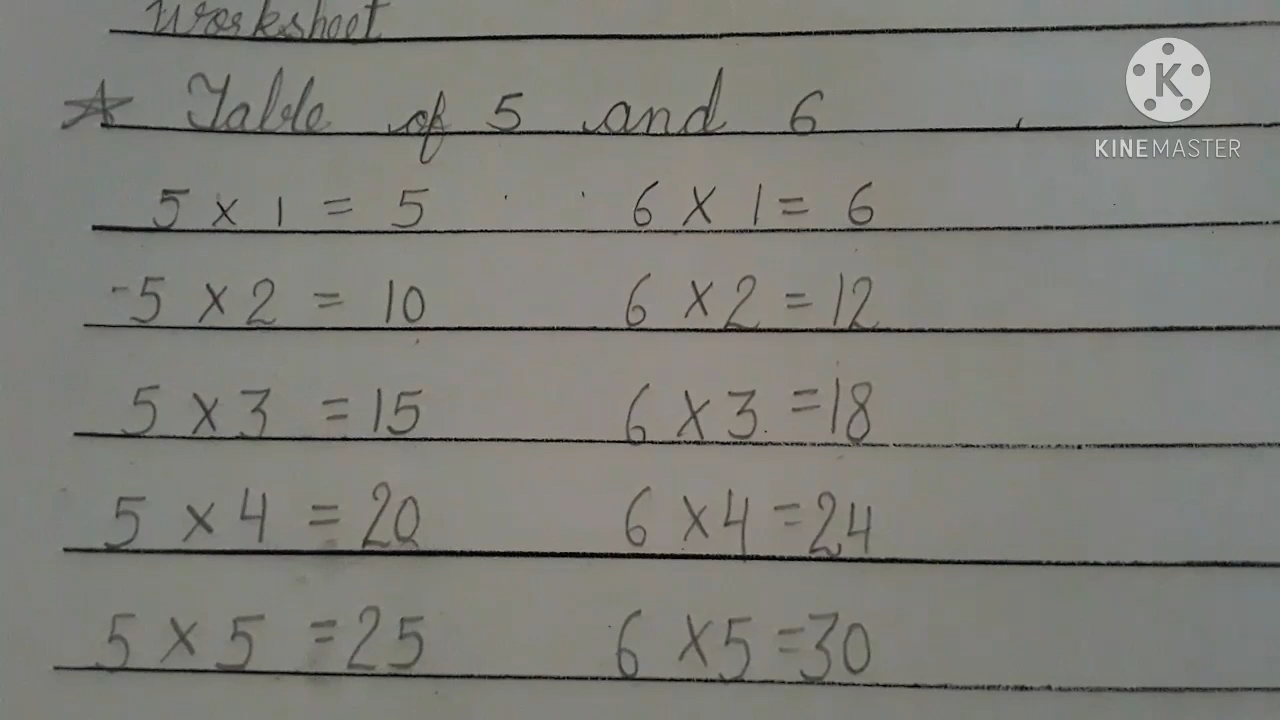 Worksheet
☆ Table of 5 and 6
5 x 1 = 5 6 x 1 = 6
5 x 2 = 10 6 x 2 = 12
5 x 3 = 15 6 x 3 = 18
5 x 4 = 20 6 x 4 = 24
5 x 5 = 25 6 x 5 = 30
K
KINEMASTER